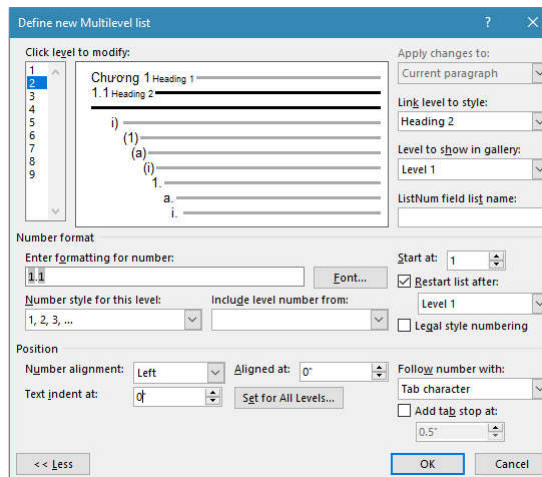 Define new Multilevel list ? ×
Click level to modify:
1
2
3
4
5
6
7
8
9
Chương 1 Heading 1
1.1 Heading 2
i)
(1)
(a)
(i)
1.
a.
i.
Apply changes to:
Current paragraph
Link level to style:
Heading 2
Level to show in gallery:
Level 1
ListNum field list name:
Number format
Enter formatting for number:
1.1
Font...
Number style for this level:
1, 2, 3, ...
Include level number from:
Start at: 1
Restart list after:
Level 1
Legal style numbering
Position
Number alignment: Left
Aligned at: 0"
Text indent at: 0"
Set for All Levels...
Follow number with:
Tab character
Add tab stop at:
0.5"
<< Less
OK
Cancel